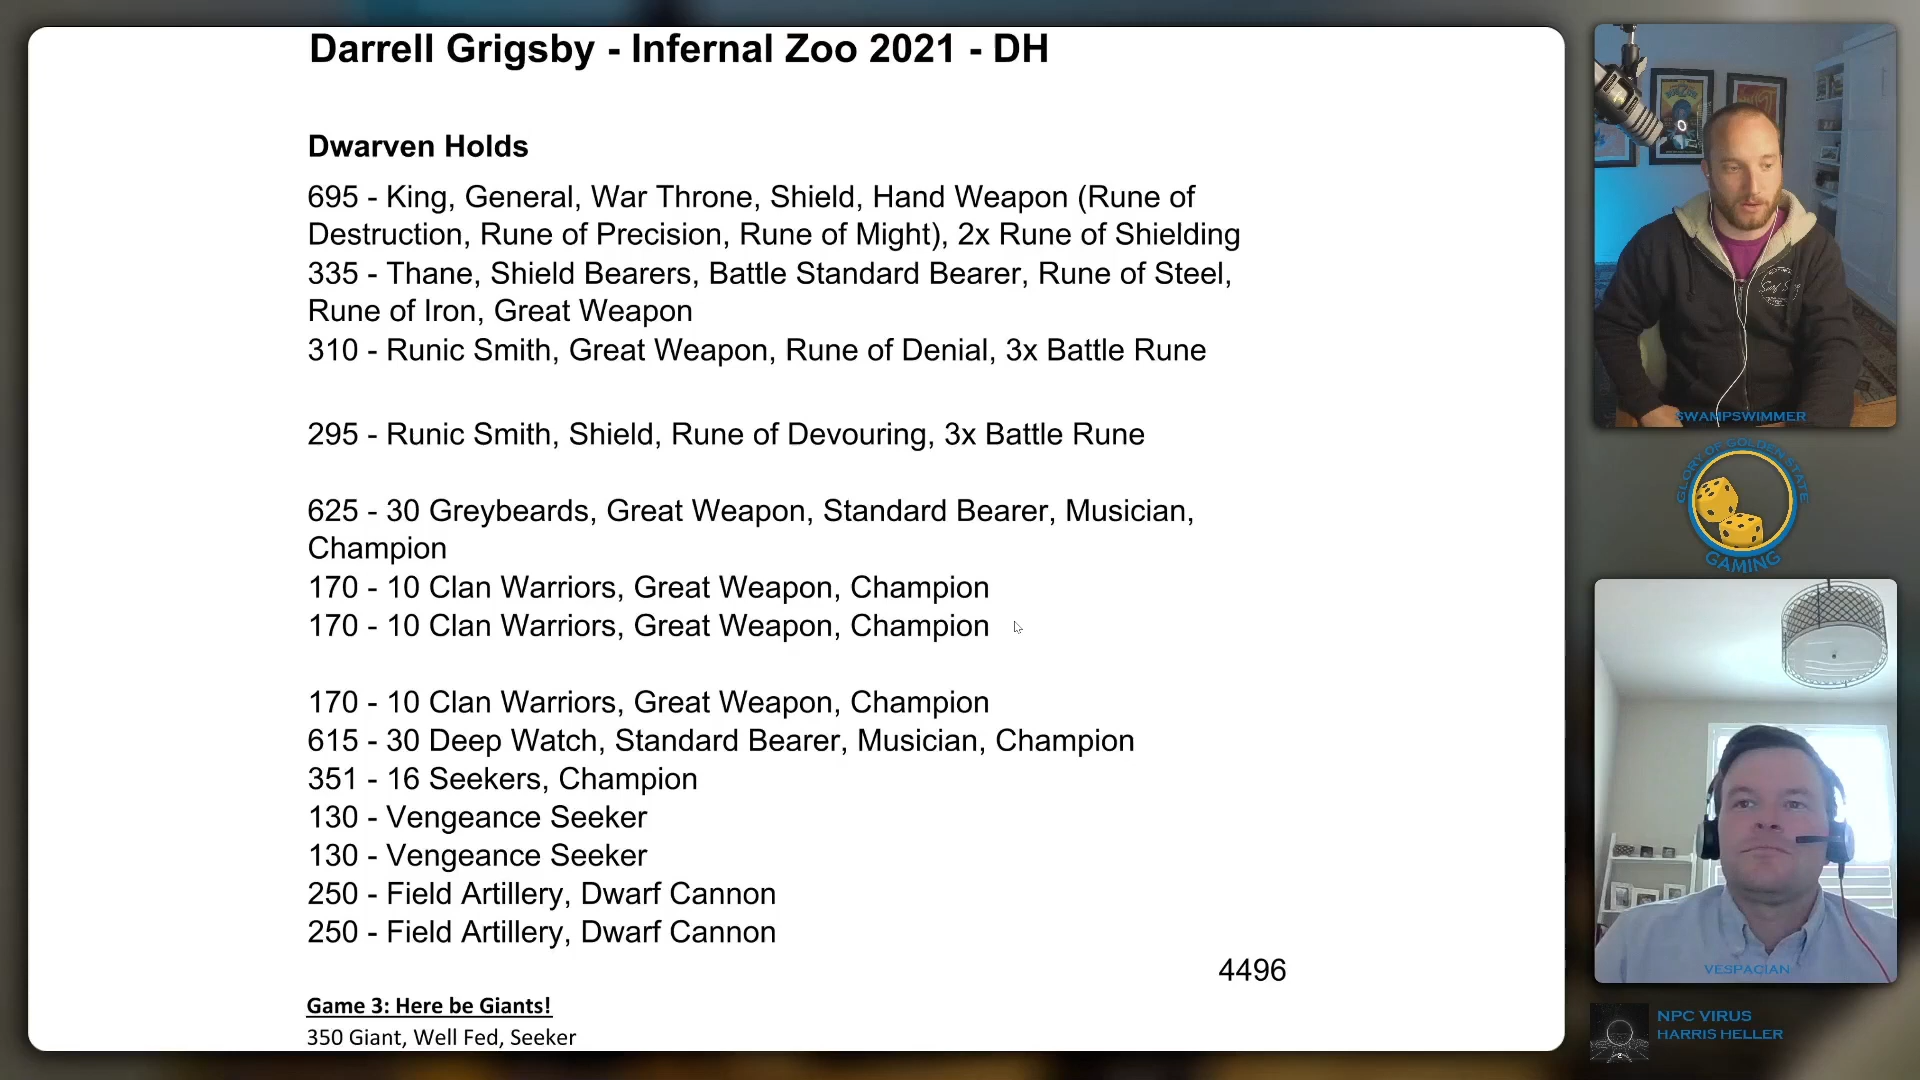 Darrell Grigsby - Infernal Zoo 2021 - DH
Dwarven Holds
695 - King, General, War Throne, Shield, Hand Weapon (Rune of
Destruction, Rune of Precision, Rune of Might), 2x Rune of Shielding
335 - Thane, Shield Bearers, Battle Standard Bearer, Rune of Steel,
Rune of Iron, Great Weapon
310 - Runic Smith, Great Weapon, Rune of Denial, 3x Battle Rune
295 - Runic Smith, Shield, Rune of Devouring, 3x Battle Rune
625 - 30 Greybeards, Great Weapon, Standard Bearer, Musician,
Champion
170 - 10 Clan Warriors, Great Weapon, Champion
170 - 10 Clan Warriors, Great Weapon, Champion
170 - 10 Clan Warriors, Great Weapon, Champion
615 - 30 Deep Watch, Standard Bearer, Musician, Champion
351 - 16 Seekers, Champion
130 - Vengeance Seeker
130 - Vengeance Seeker
250 - Field Artillery, Dwarf Cannon
250 - Field Artillery, Dwarf Cannon
4496
Game 3: Here be Giants!
350 Giant, Well Fed, Seeker
SWAMPSWIMMER
GLORY OF GOLDEN STATE
GAMING
VESPACIAN
NPC VIRUS
HARRIS HELLER